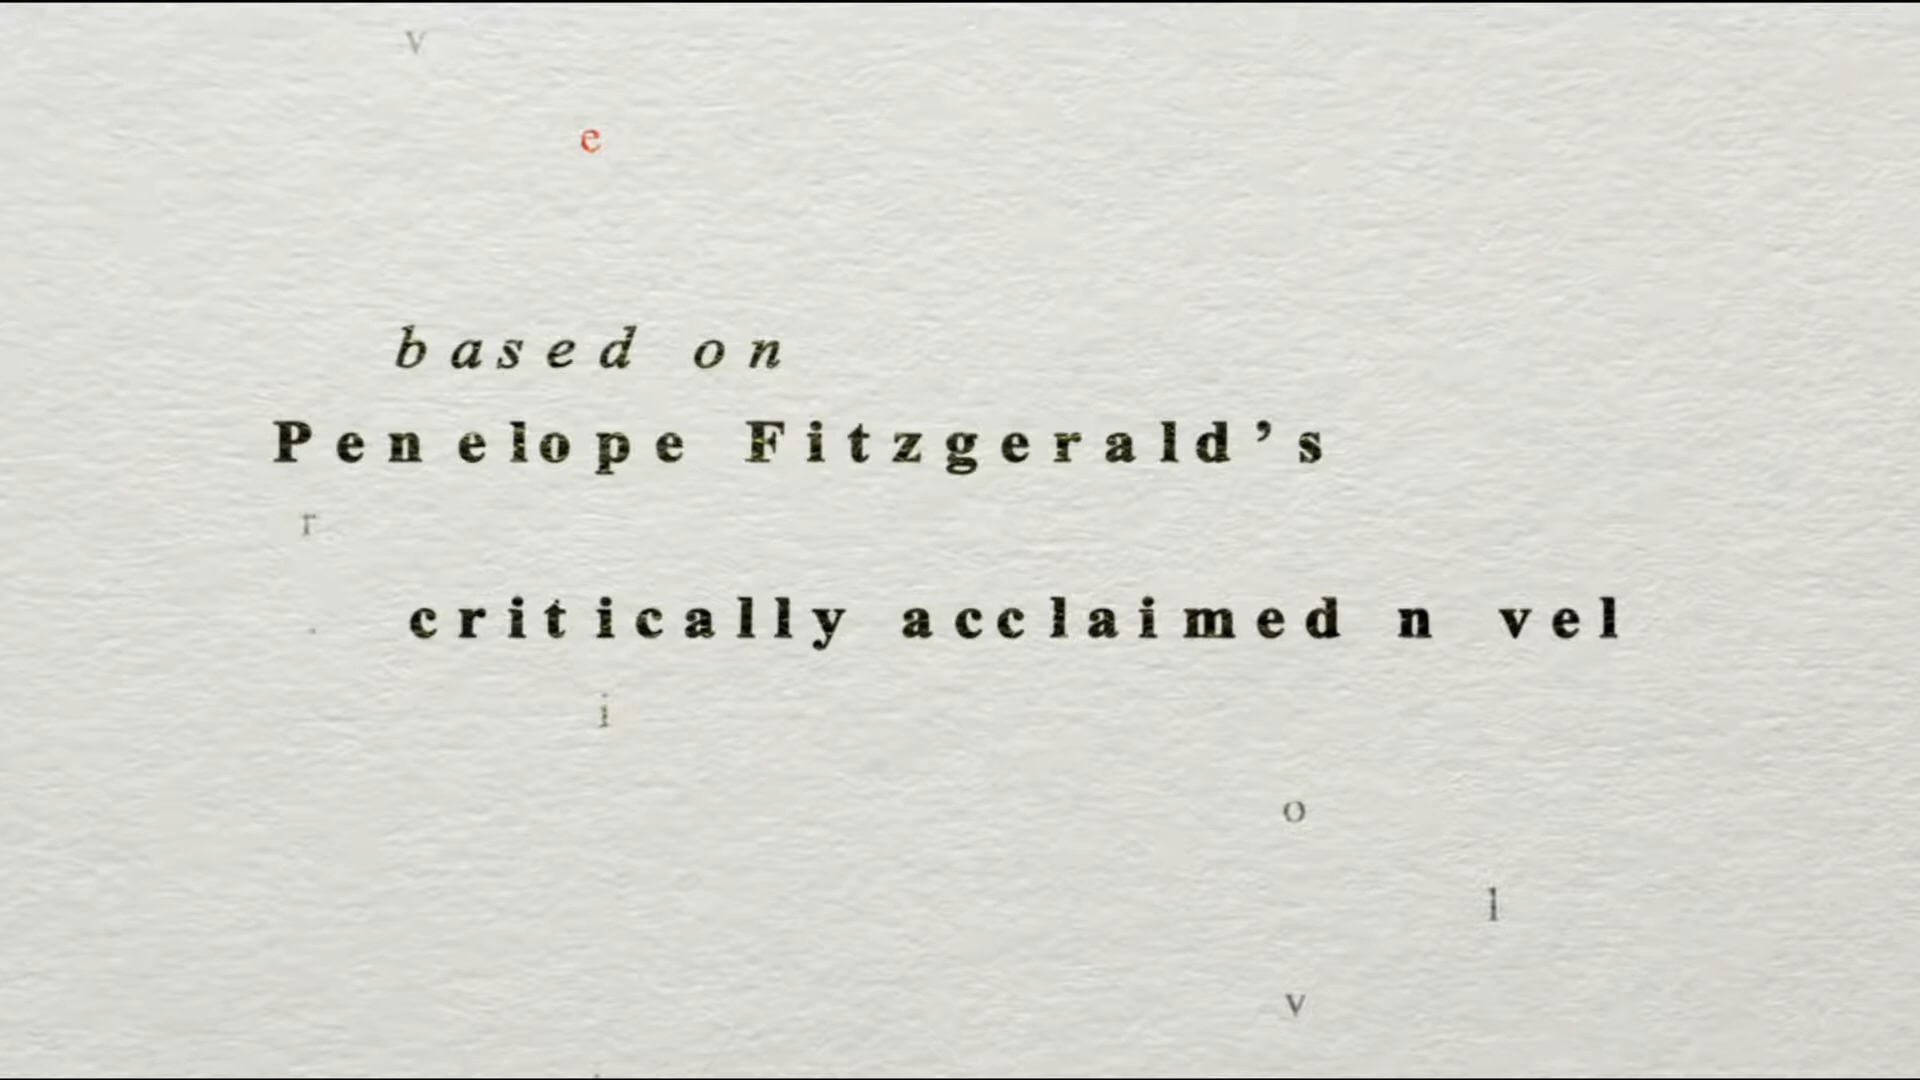 v
e
based on
Penelope Fitzgerald’s
r
critically acclaimed n vel
i
o
l
v